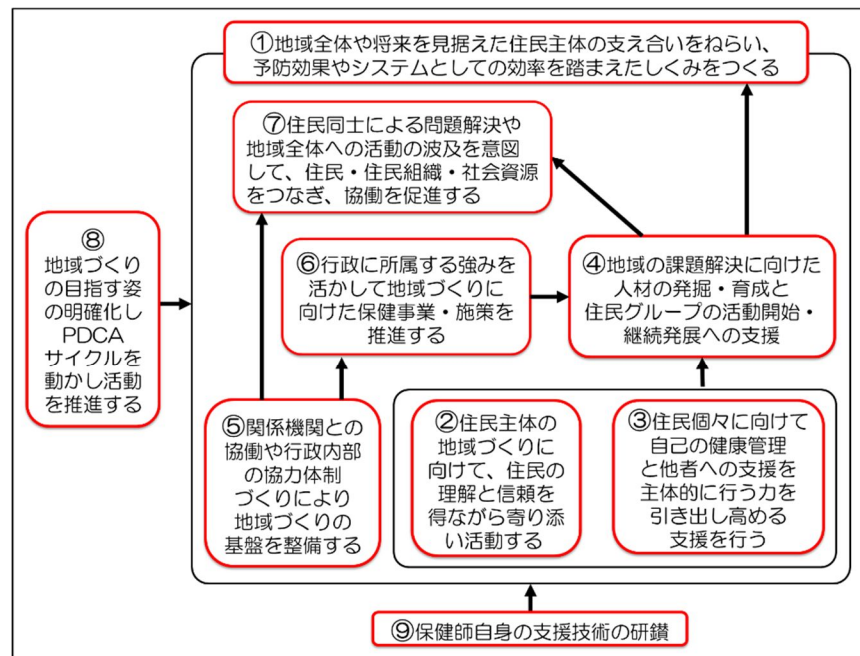 ①地域全体や将来を見据えた住民主体の支え合いをねらい、
予防効果やシステムとしての効率を踏まえたしくみをつくる
⑦住民同士による問題解決や
地域全体への活動の波及を意図
して、住民・住民組織・社会資源
をつなぎ、協働を促進する
⑧
地域づくり
の目指す姿
の明確化し
PDCA
サイクルを
動かし活動
を推進する
⑥行政に所属する強みを
活かして地域づくりに
向けた保健事業・施策を
推進する
④地域の課題解決に向けた
人材の発掘・育成と
住民グループの活動開始・
継続発展への支援
⑤関係機関との
協働や行政内部
の協力体制
づくりにより
地域づくりの
基盤を整備する
②住民主体の
地域づくりに
向けて、住民の
理解と信頼を
得ながら寄り添
い活動する
③住民個々に向けて
自己の健康管理
と他者への支援を
主体的に行う力を
引き出し高める
支援を行う
⑨保健師自身の支援技術の研鑚